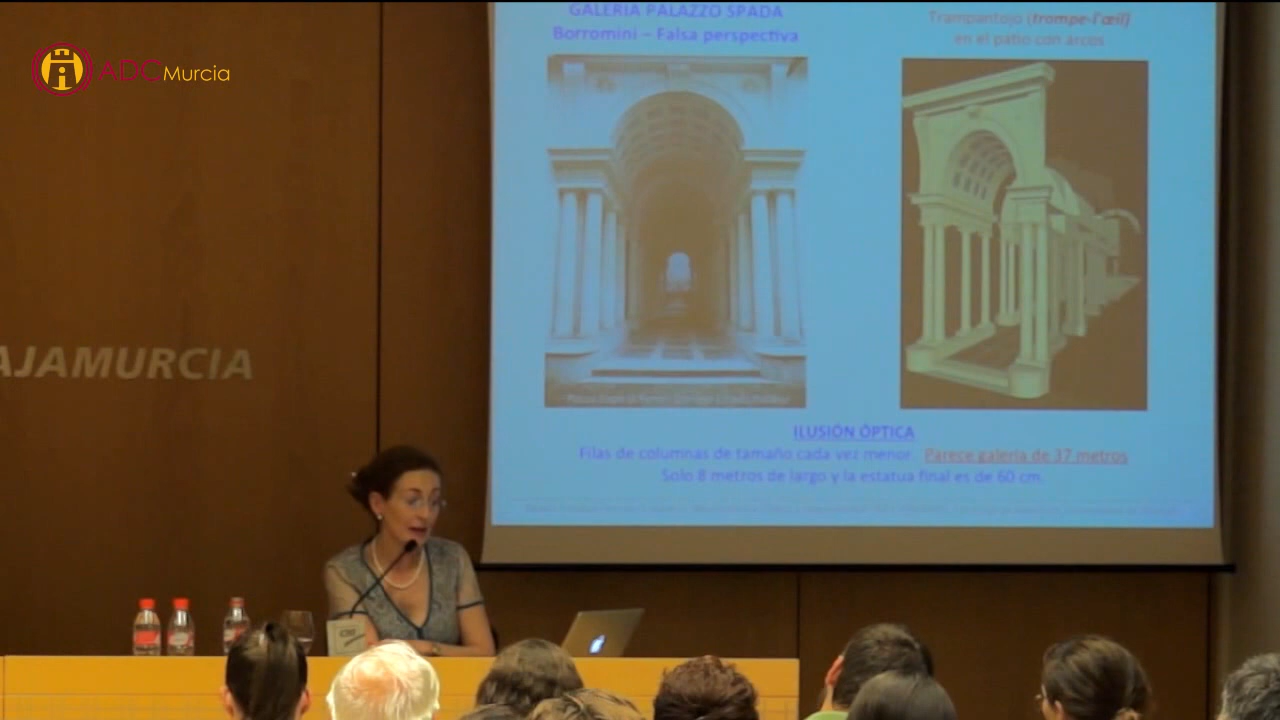 ADCMurcia
GALERIA PALAZZO SPADA
Borromini – Falsa perspectiva
Trampantojo (trompe-l'œil)
en el patio con arcos
AJAMURCIA
ILUSIÓN ÓPTICA
Filas de columnas de tamaño cada vez menor. Parece galería de 37 metros
Solo 8 metros de largo y la estatua final es de 60 cm.